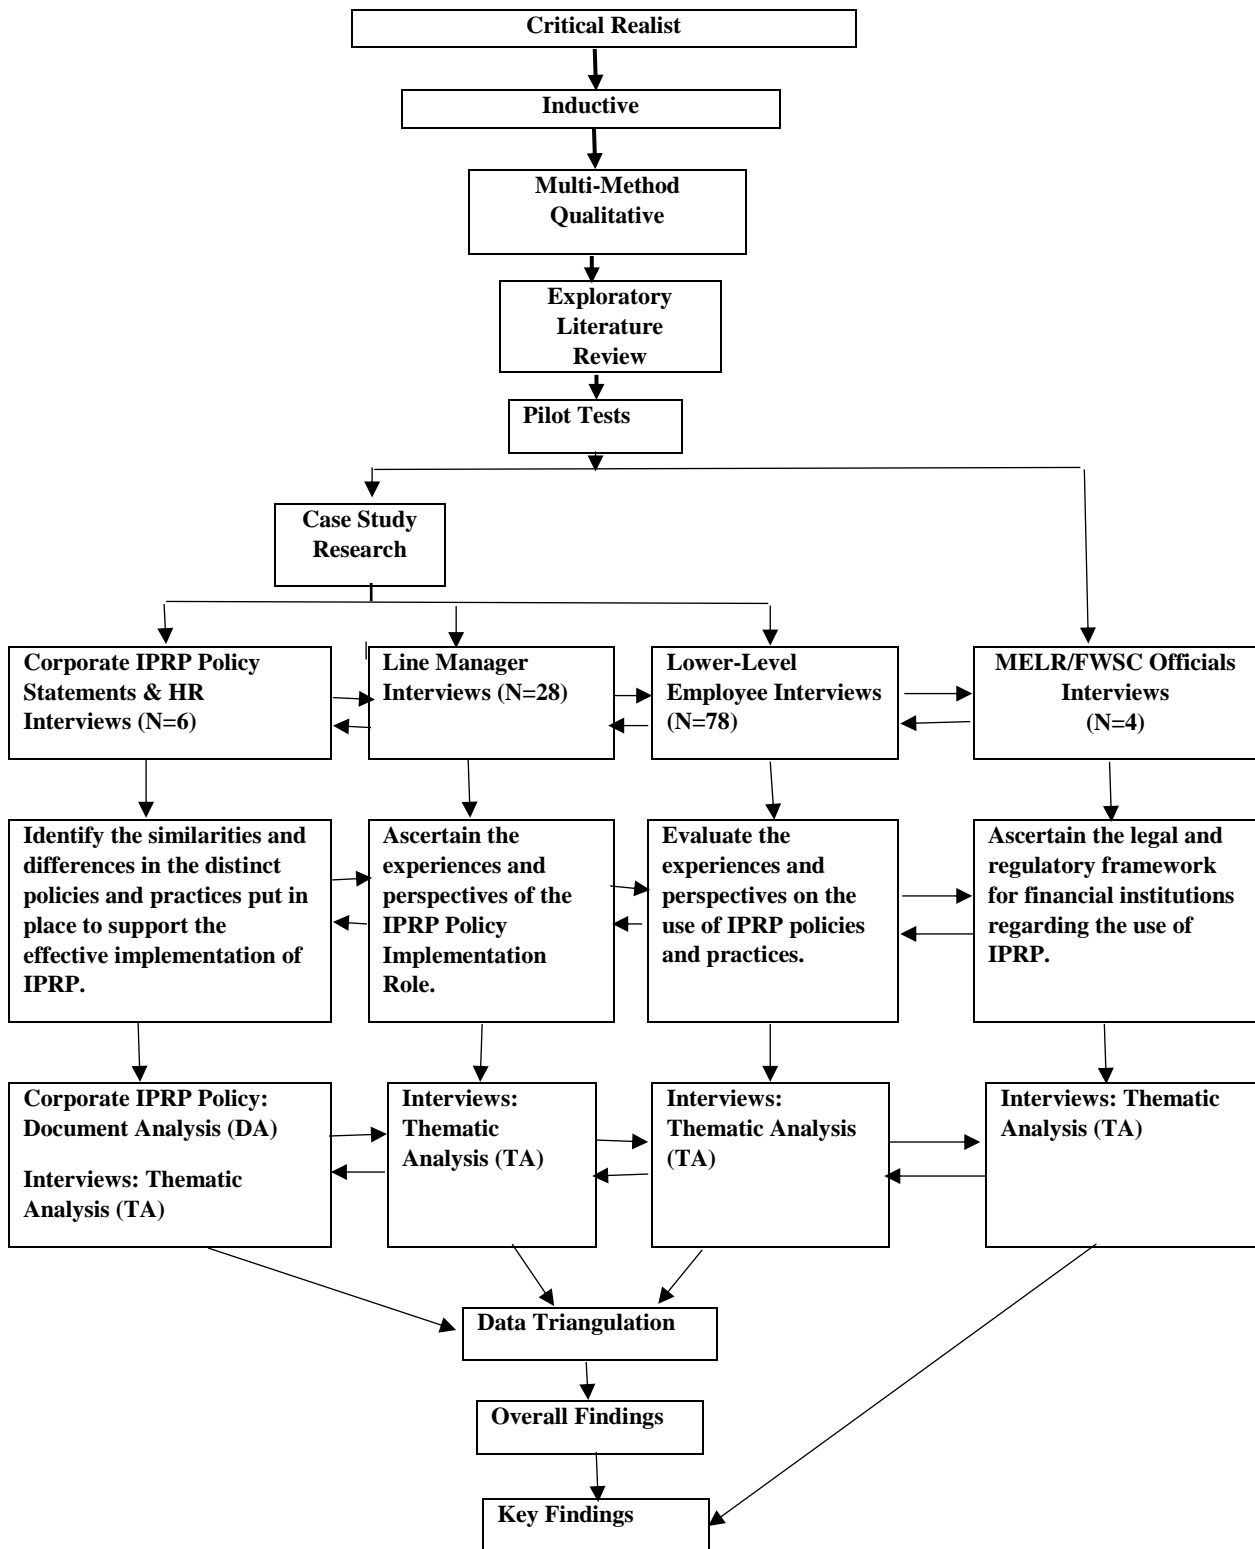 Critical Realist
Inductive
Multi-Method
Qualitative
Exploratory
Literature
Review
Pilot Tests
Case Study
Research
Corporate IPRP Policy
Statements & HR
Interviews (N=6)
Line Manager
Interviews (N=28)
Lower-Level
Employee Interviews
(N=78)
MELR/FWSC Officials
Interviews
(N=4)
Identify the similarities and
differences in the distinct
policies and practices put in
place to support the
effective implementation of
IPRP.
Ascertain the
experiences and
perspectives of the
IPRP Policy
Implementation
Role.
Evaluate the
experiences and
perspectives on the
use of IPRP policies
and practices.
Ascertain the legal and
regulatory framework
for financial institutions
regarding the use of
IPRP.
Corporate IPRP Policy:
Document Analysis (DA)
Interviews: Thematic
Analysis (TA)
Interviews:
Thematic
Analysis (TA)
Interviews:
Thematic Analysis
(TA)
Interviews: Thematic
Analysis (TA)
Data Triangulation
Overall Findings
Key Findings